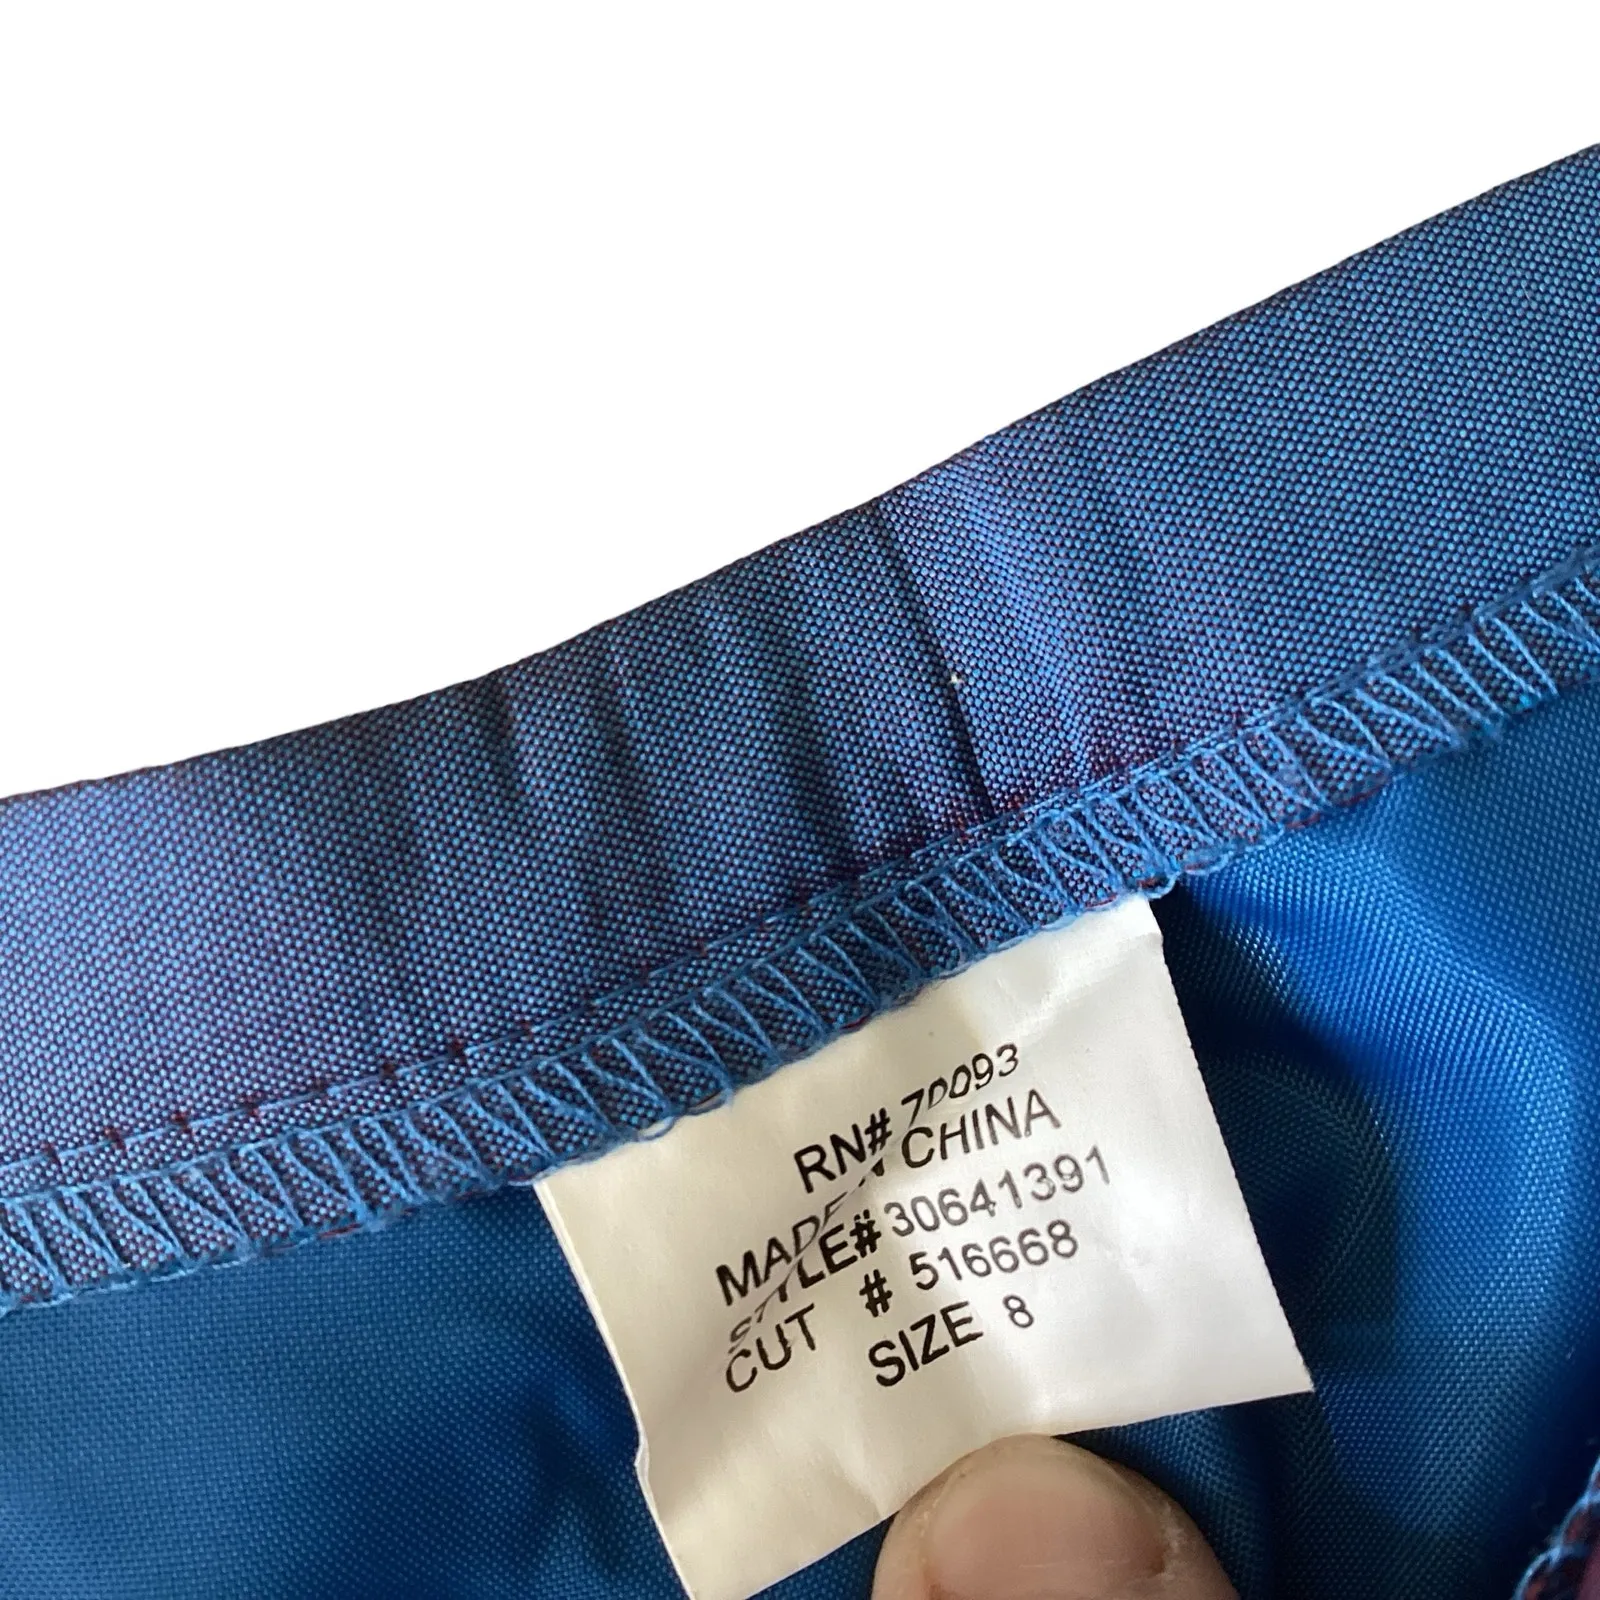 RN# 70093
MADE IN CHINA
STYLE# 30641391
CUT # 516668
SIZE 8